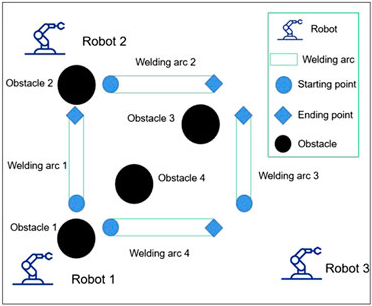 Robot 2
Welding arc 2
Obstacle 2
Obstacle 3
Welding arc 1
Welding arc 3
Obstacle 4
Obstacle 1
Welding arc 4
Robot 1
Robot 3
Robot
Welding arc
Starting point
Ending point
Obstacle